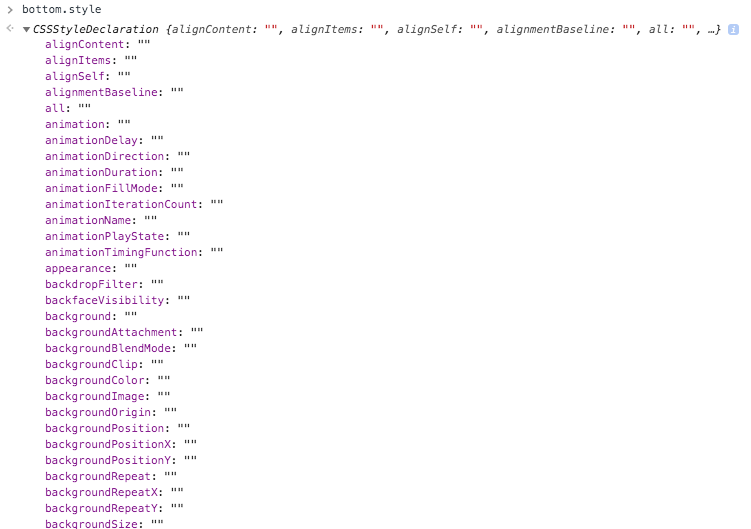 bottom.style
CSSStyleDeclaration {alignContent: "", alignItems: "", alignSelf: "", alignmentBaseline: "", all: "", …} i
alignContent: ""
alignItems: ""
alignSelf: ""
alignmentBaseline: ""
all: ""
animation: ""
animationDelay: ""
animationDirection: ""
animationDuration: ""
animationFillMode: ""
animationIterationCount: ""
animationName: ""
animationPlayState: ""
animationTimingFunction: ""
appearance: ""
backdropFilter: ""
backfaceVisibility: ""
background: ""
backgroundAttachment: ""
backgroundBlendMode: ""
backgroundClip: ""
backgroundColor: ""
backgroundImage: ""
backgroundOrigin: ""
backgroundPosition: ""
backgroundPositionX: ""
backgroundPositionY: ""
backgroundRepeat: ""
backgroundRepeatX: ""
backgroundRepeatY: ""
backgroundSize: ""